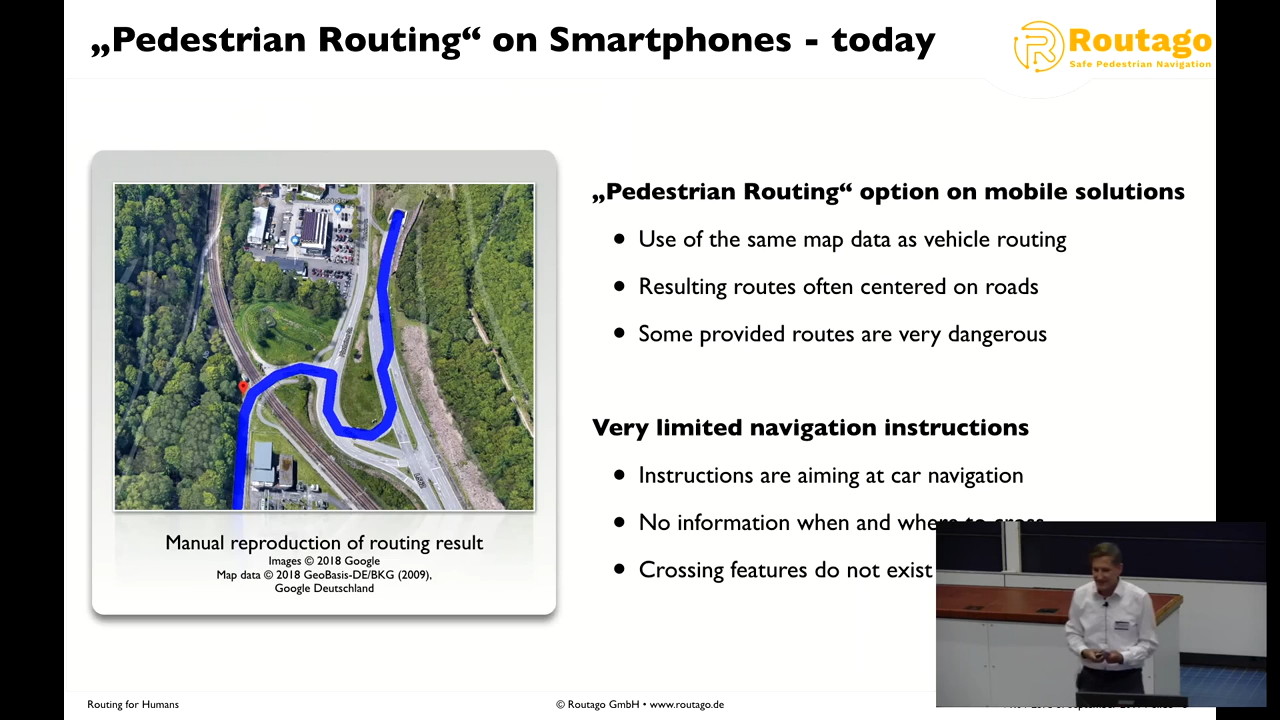 „Pedestrian Routing“ on Smartphones - today
Routago
Safe Pedestrian Navigation
„Pedestrian Routing“ option on mobile solutions
• Use of the same map data as vehicle routing
• Resulting routes often centered on roads
• Some provided routes are very dangerous
Very limited navigation instructions
• Instructions are aiming at car navigation
• No information when and where to cross
• Crossing features do not exist
Manual reproduction of routing result
Images © 2018 Google
Map data © 2018 GeoBasis-DE/BKG (2009),
Google Deutschland
Routing for Humans
© Routago GmbH • www.routago.de